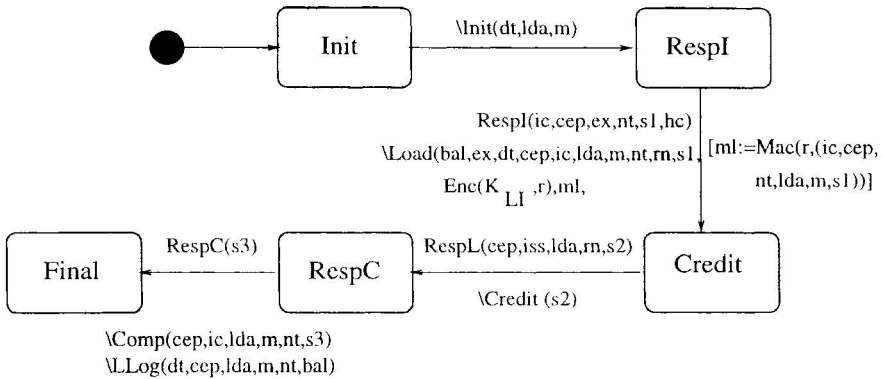 Init
\Init(dt,lda,m)
RespI
RespI(ic,cep,ex,nt,s1,hc)
\Load(bal,ex,dt,cep,ic,lda,m,nt,rn,s1,
Enc(K LI ,r),ml,
[ml:=Mac(r,(ic,cep,
nt,lda,m,s1))]
Final
RespC(s3)
RespC
RespL(cep,iss,lda,rn,s2)
\Credit (s2)
Credit
\Comp(cep,ic,lda,m,nt,s3)
\LLog(dt,cep,lda,m,nt,bal)